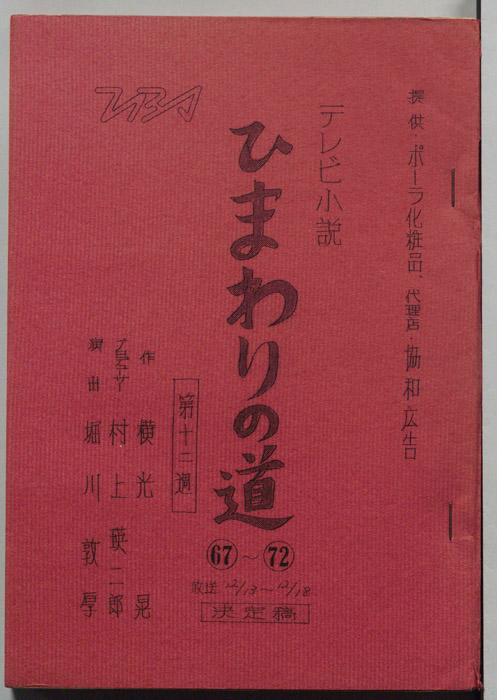 提供・ポーラ化粧品、代理店・協和広告
テレビ小説
ひまわりの道
67～72
放送 12/13～12/18
決定稿
第十二週
作 横光 晃
プロデューサー 村上 瑛二郎
演出 堀川 敦厚